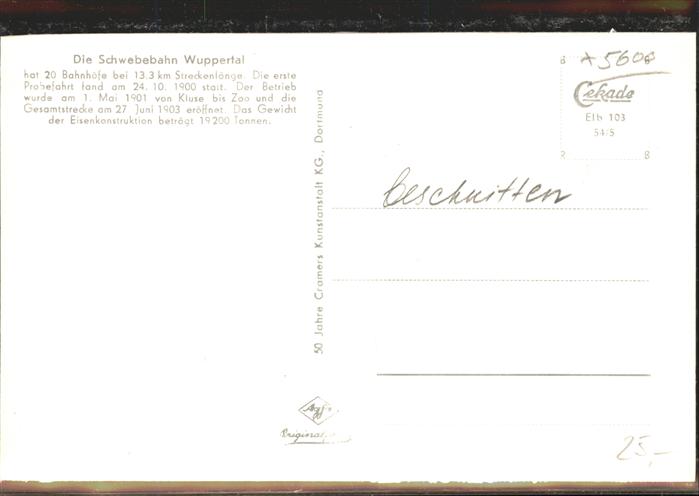 Die Schwebebahn Wuppertal
hat 20 Bahnhöfe bei 13.3 km Streckenlänge. Die erste
Probefahrt fand am 24. 10. 1900 statt. Der Betrieb
wurde am 1. Mai 1901 von Kluse bis Zoo und die
Gesamtstrecke am 27. Juni 1903 eröffnet. Das Gewicht
der Eisenkonstruktion beträgt 19200 Tonnen.
50 Jahre Cramers Kunstanstalt KG., Dortmund
Cekade
Elb 103
54/5
beschnitten
Agfa
25,-